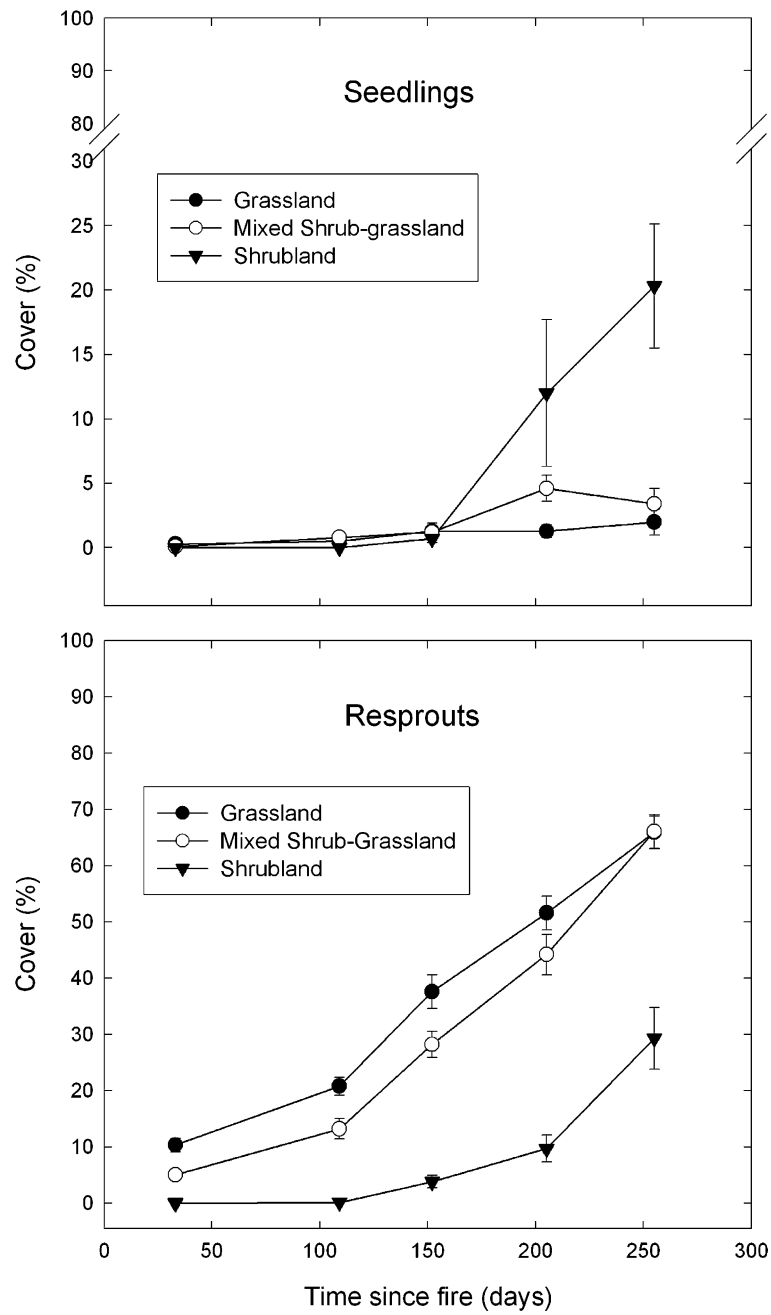 100
90
Seedlings
80
30
Grassland
Mixed Shrub-grassland
Shrubland
25
20
15
10
5
0
Cover (%)
100
90
Resprouts
80
70
Grassland
Mixed Shrub-Grassland
Shrubland
60
50
40
30
20
10
0
Cover (%)
0 50 100 150 200 250 300
Time since fire (days)